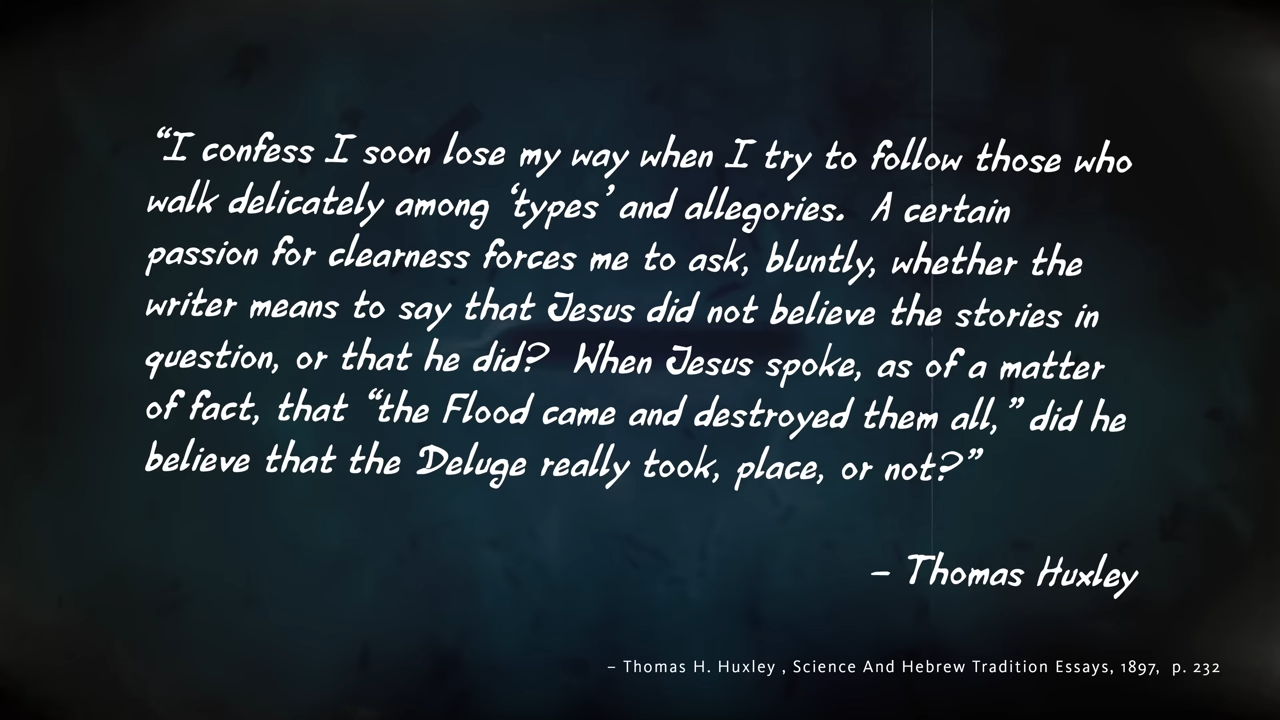 “I confess I soon lose my way when I try to follow those who
walk delicately among ‘types’ and allegories. A certain
passion for clearness forces me to ask, bluntly, whether the
writer means to say that Jesus did not believe the stories in
question, or that he did? When Jesus spoke, as of a matter
of fact, that “the Flood came and destroyed them all,” did he
believe that the Deluge really took, place, or not?”
– Thomas Huxley
– Thomas H. Huxley , Science And Hebrew Tradition Essays, 1897, p. 232